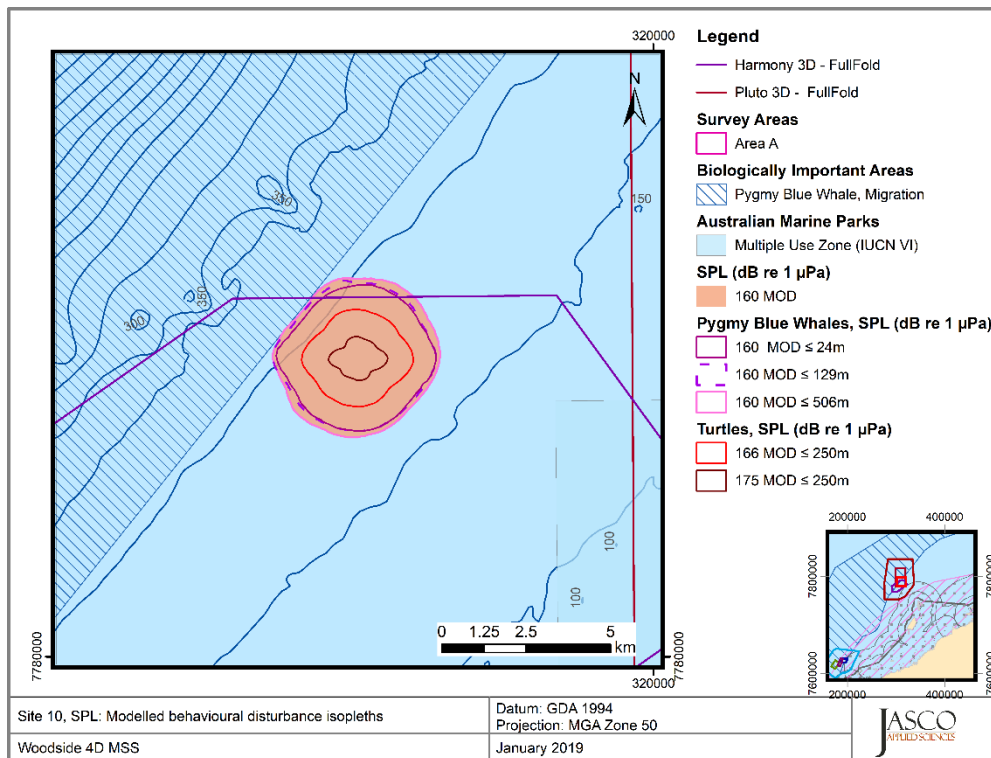 320000
N
350
150
350
300
100
100
0 1.25 2.5 5
km
7780000
7780000
320000
Legend
Harmony 3D - FullFold
Pluto 3D - FullFold
Survey Areas
Area A
Biologically Important Areas
Pygmy Blue Whale, Migration
Australian Marine Parks
Multiple Use Zone (IUCN VI)
SPL (dB re 1 µPa)
160 MOD
Pygmy Blue Whales, SPL (dB re 1 µPa)
160 MOD ≤ 24m
160 MOD ≤ 129m
160 MOD ≤ 506m
Turtles, SPL (dB re 1 µPa)
166 MOD ≤ 250m
175 MOD ≤ 250m
200000 400000
7800000
7600000
200000 400000
Site 10, SPL: Modelled behavioural disturbance isopleths
Datum: GDA 1994
Projection: MGA Zone 50
Woodside 4D MSS
January 2019
JASCO
APPLIED SCIENCES